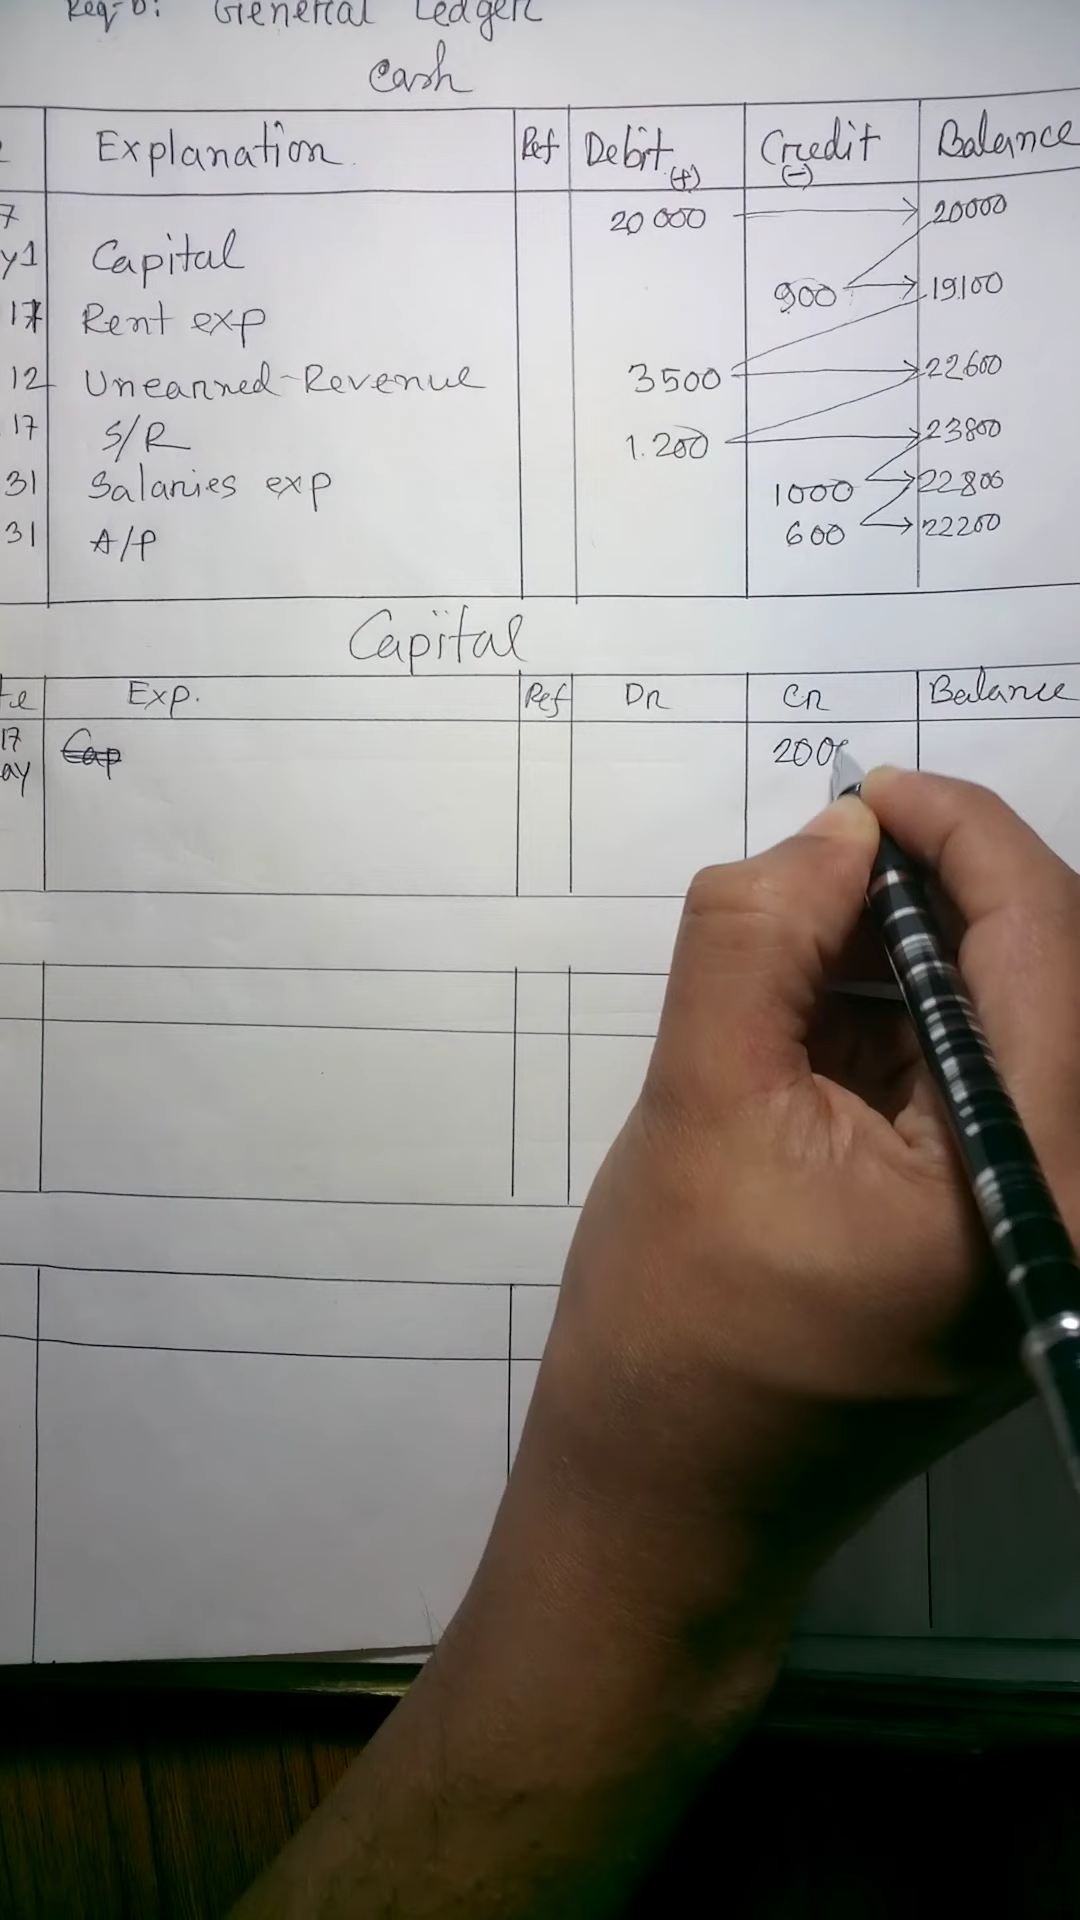 Req-b: General Ledger
Cash
Explanation Ref Debit (+) Credit (-) Balance
7 20 000 20000
y1 Capital
900 19100
17 Rent exp
12 Unearned-Revenue 3500 22600
17 S/R 1.200 23800
31 Salaries exp 1000 22800
31 A/P 600 22200
Capital
te Exp. Ref Dr Cr Balance
17 Cap 200
ay